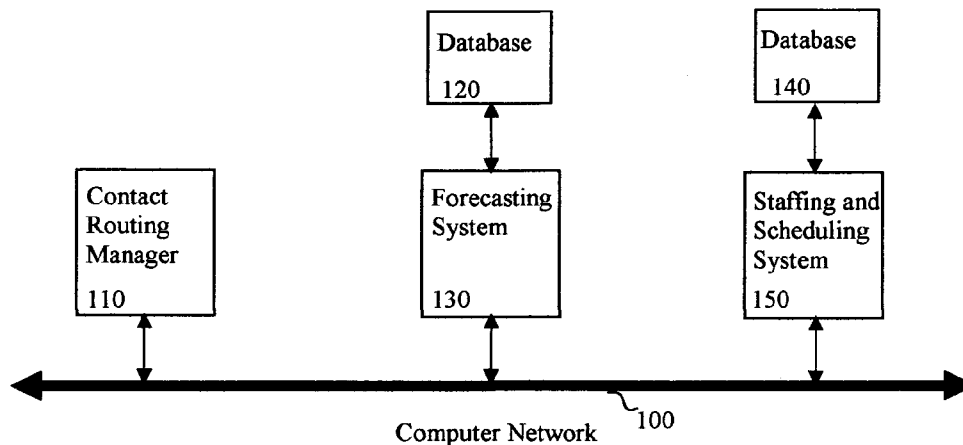 Database
120
Database
140
Contact
Routing
Manager
110
Forecasting
System
130
Staffing and
Scheduling
System
150
100
Computer Network